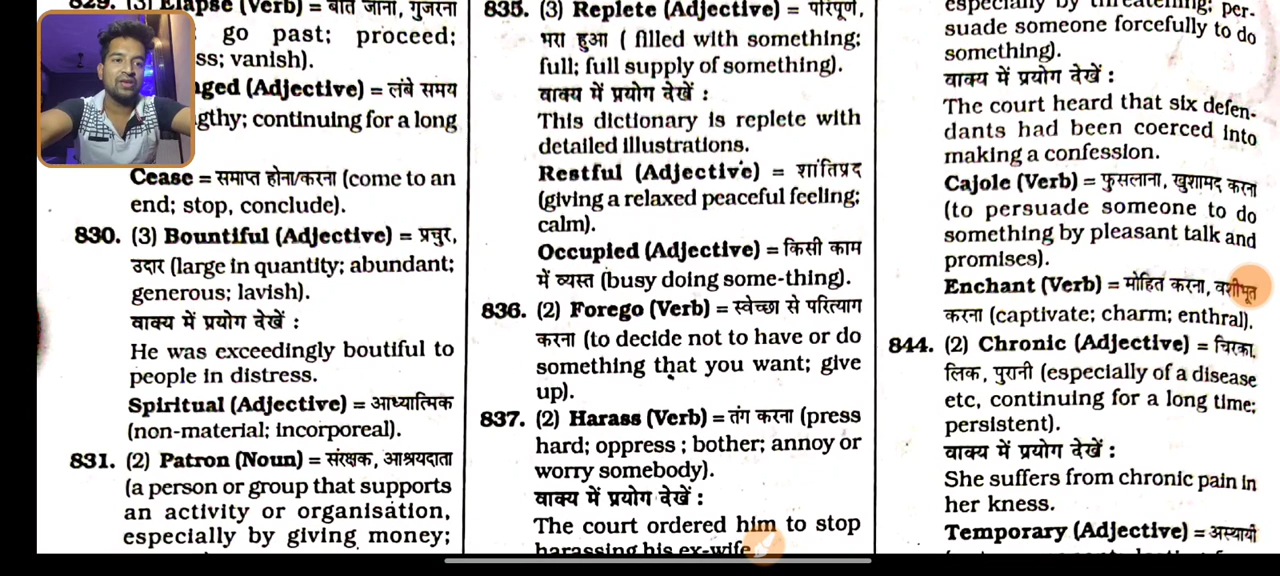 829. (3) Elapse (Verb) = बीत जाना, गुजरना
go past; proceed;
ss; vanish).
nged (Adjective) = लंबे समय
gthy; continuing for a long
Cease = समाप्त होना/करना (come to an
end; stop, conclude).
830. (3) Bountiful (Adjective) = प्रचुर,
उदार (large in quantity; abundant;
generous; lavish).
वाक्य में प्रयोग देखें :
He was exceedingly boutiful to
people in distress.
Spiritual (Adjective) = आध्यात्मिक
(non-material; incorporeal).
831. (2) Patron (Noun) = संरक्षक, आश्रयदाता
(a person or group that supports
an activity or organisation,
especially by giving money;
835. (3) Replete (Adjective) = परिपूर्ण,
भरा हुआ ( filled with something;
full; full supply of something).
वाक्य में प्रयोग देखें :
This dictionary is replete with
detailed illustrations.
Restful (Adjective) = शांतिप्रद
(giving a relaxed peaceful feeling;
calm).
Occupied (Adjective) = किसी काम
में व्यस्त (busy doing some-thing).
836. (2) Forego (Verb) = स्वेच्छा से परित्याग
करना (to decide not to have or do
something that you want; give
up).
837. (2) Harass (Verb) = तंग करना (press
hard; oppress ; bother; annoy or
worry somebody).
वाक्य में प्रयोग देखें :
The court ordered him to stop
harassing his ex-wife
especially by threatening; per-
suade someone forcefully to do
something).
वाक्य में प्रयोग देखें :
The court heard that six defen-
dants had been coerced into
making a confession.
Cajole (Verb) = फुसलाना, खुशामद करना
(to persuade someone to do
something by pleasant talk and
promises).
Enchant (Verb) = मोहित करना, वशीभूत
करना (captivate; charm; enthral).
844. (2) Chronic (Adjective) = चिरका,
लिक, पुरानी (especially of a disease
etc, continuing for a long time;
persistent).
वाक्य में प्रयोग देखें :
She suffers from chronic pain in
her kness.
Temporary (Adjective) = अस्थायी